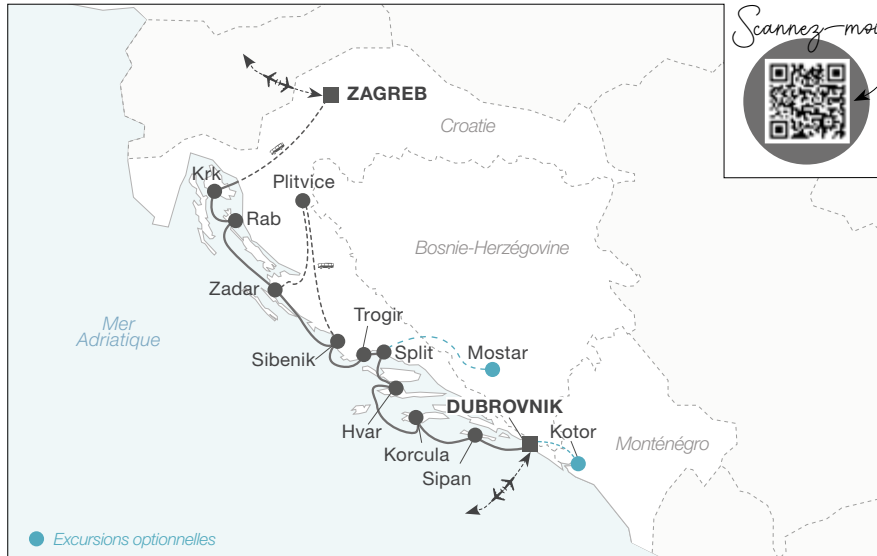 Scannez-moi
ZAGREB
Croatie
Krk
Plitvice
Rab
Bosnie-Herzégovine
Zadar
Trogir
Mer
Adriatique
Sibenik
Split
Mostar
DUBROVNIK
Hvar
Kotor
Korcula
Monténégro
Sipan
Excursions optionnelles